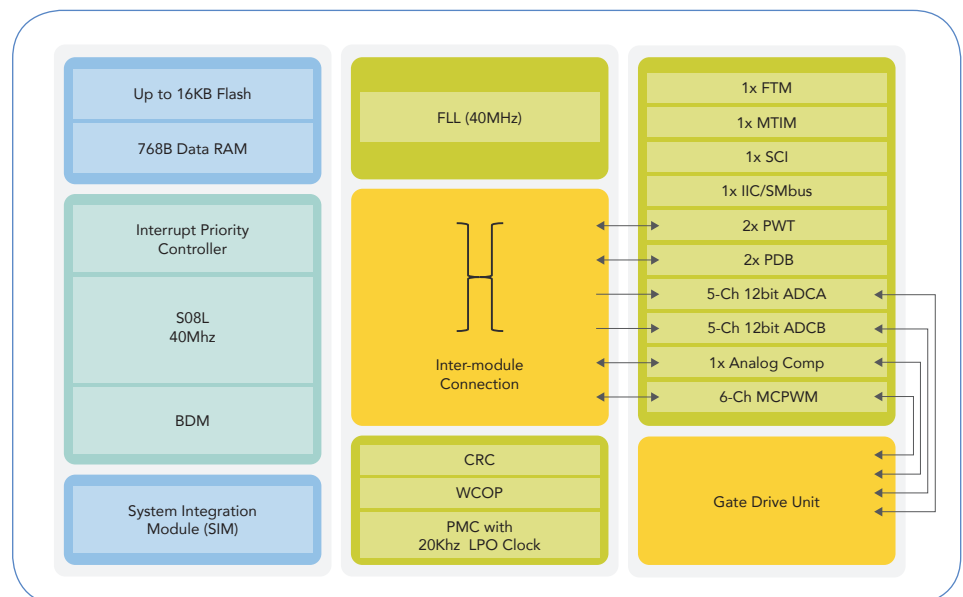 Up to 16KB Flash
768B Data RAM
Interrupt Priority
Controller
S08L
40Mhz
BDM
System Integration
Module (SIM)
FLL (40MHz)
Inter-module
Connection
CRC
WCOP
PMC with
20Khz LPO Clock
1x FTM
1x MTIM
1x SCI
1x IIC/SMbus
2x PWT
2x PDB
5-Ch 12bit ADCA
5-Ch 12bit ADCB
1x Analog Comp
6-Ch MCPWM
Gate Drive Unit